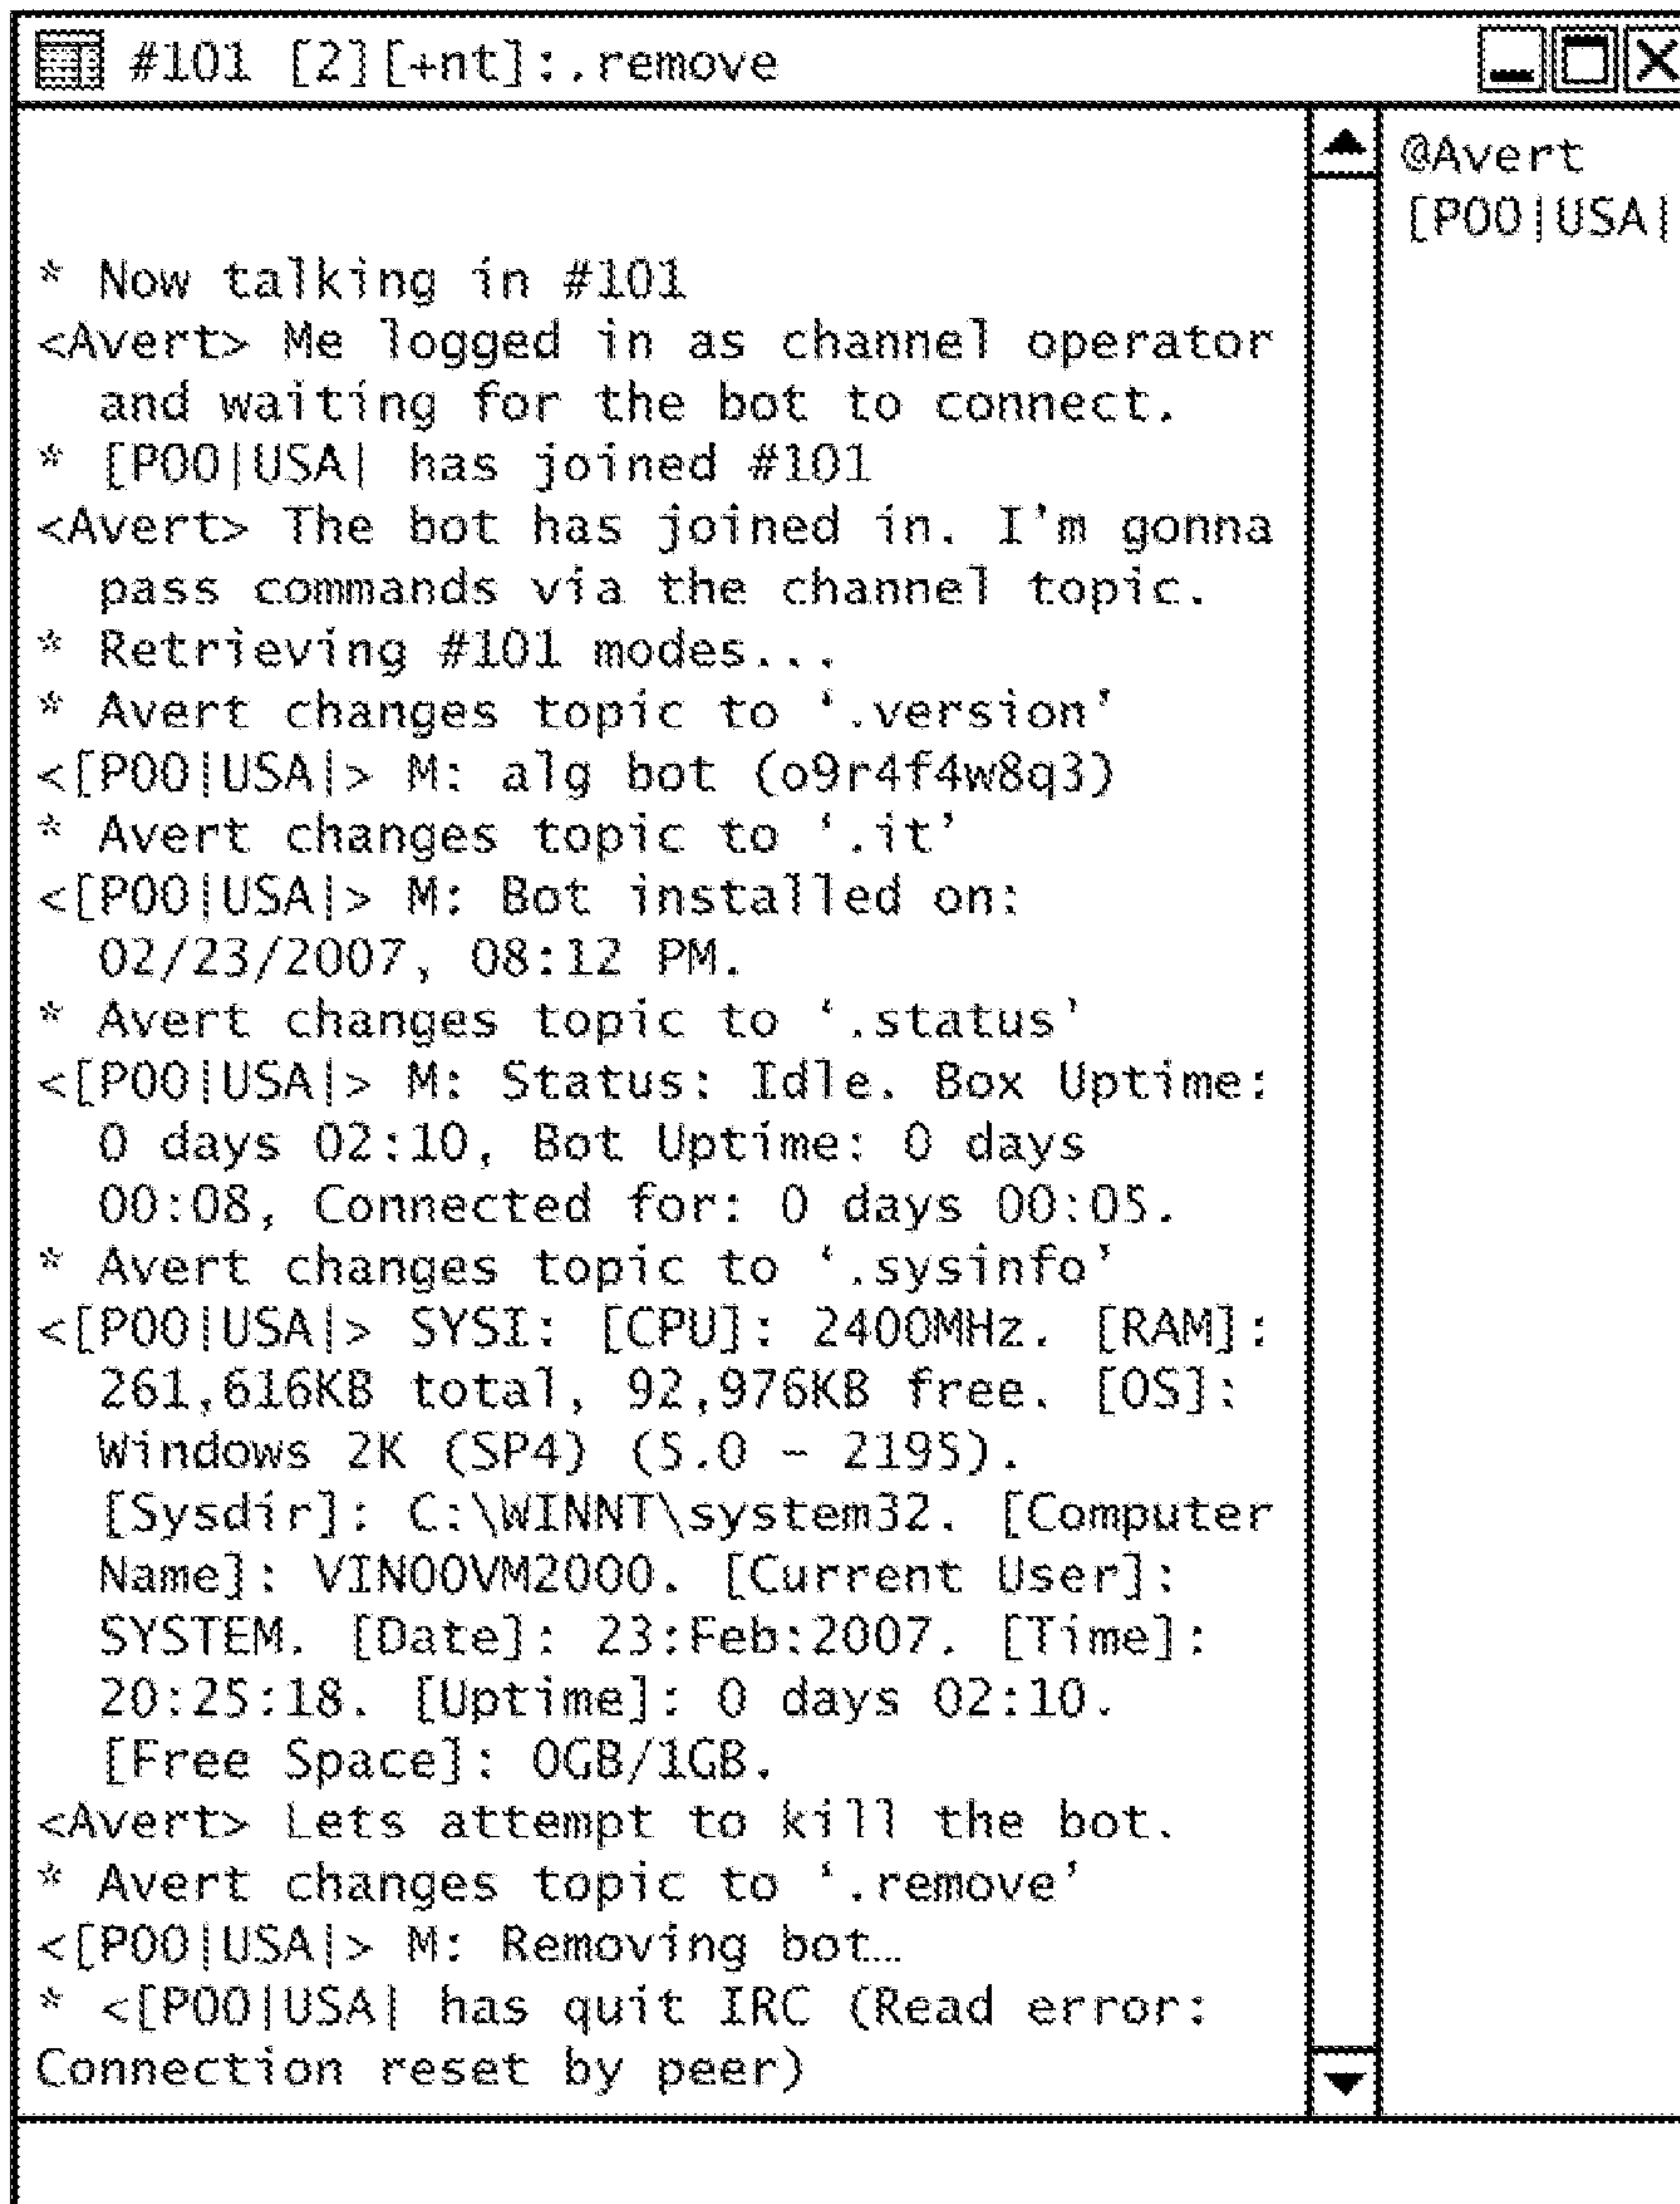 #101 [2][+nt]:.remove
@Avert
[P00|USA|
* Now talking in #101
<Avert> Me logged in as channel operator
and waiting for the bot to connect.
* [P00|USA| has joined #101
<Avert> The bot has joined in. I'm gonna
pass commands via the channel topic.
* Retrieving #101 modes...
* Avert changes topic to ‘.version’
<[P00|USA|> M: alg bot (o9r4f4w8q3)
* Avert changes topic to ‘.it’
<[P00|USA|> M: Bot installed on:
02/23/2007, 08:12 PM.
* Avert changes topic to ‘.status’
<[P00|USA|> M: Status: Idle. Box Uptime:
0 days 02:10, Bot Uptime: 0 days
00:08, Connected for: 0 days 00:05.
* Avert changes topic to ‘.sysinfo’
<[P00|USA|> SYSI: [CPU]: 2400MHz. [RAM]:
261,616KB total, 92,976KB free. [OS]:
Windows 2K (SP4) (5.0 – 2195).
[Sysdir]: C:\WINNT\system32. [Computer
Name]: VINOOVM2000. [Current User]:
SYSTEM. [Date]: 23:Feb:2007. [Time]:
20:25:18. [Uptime]: 0 days 02:10.
[Free Space]: 0GB/1GB.
<Avert> Lets attempt to kill the bot.
* Avert changes topic to ‘.remove’
<[P00|USA|> M: Removing bot…
* <[P00|USA| has quit IRC (Read error:
Connection reset by peer)